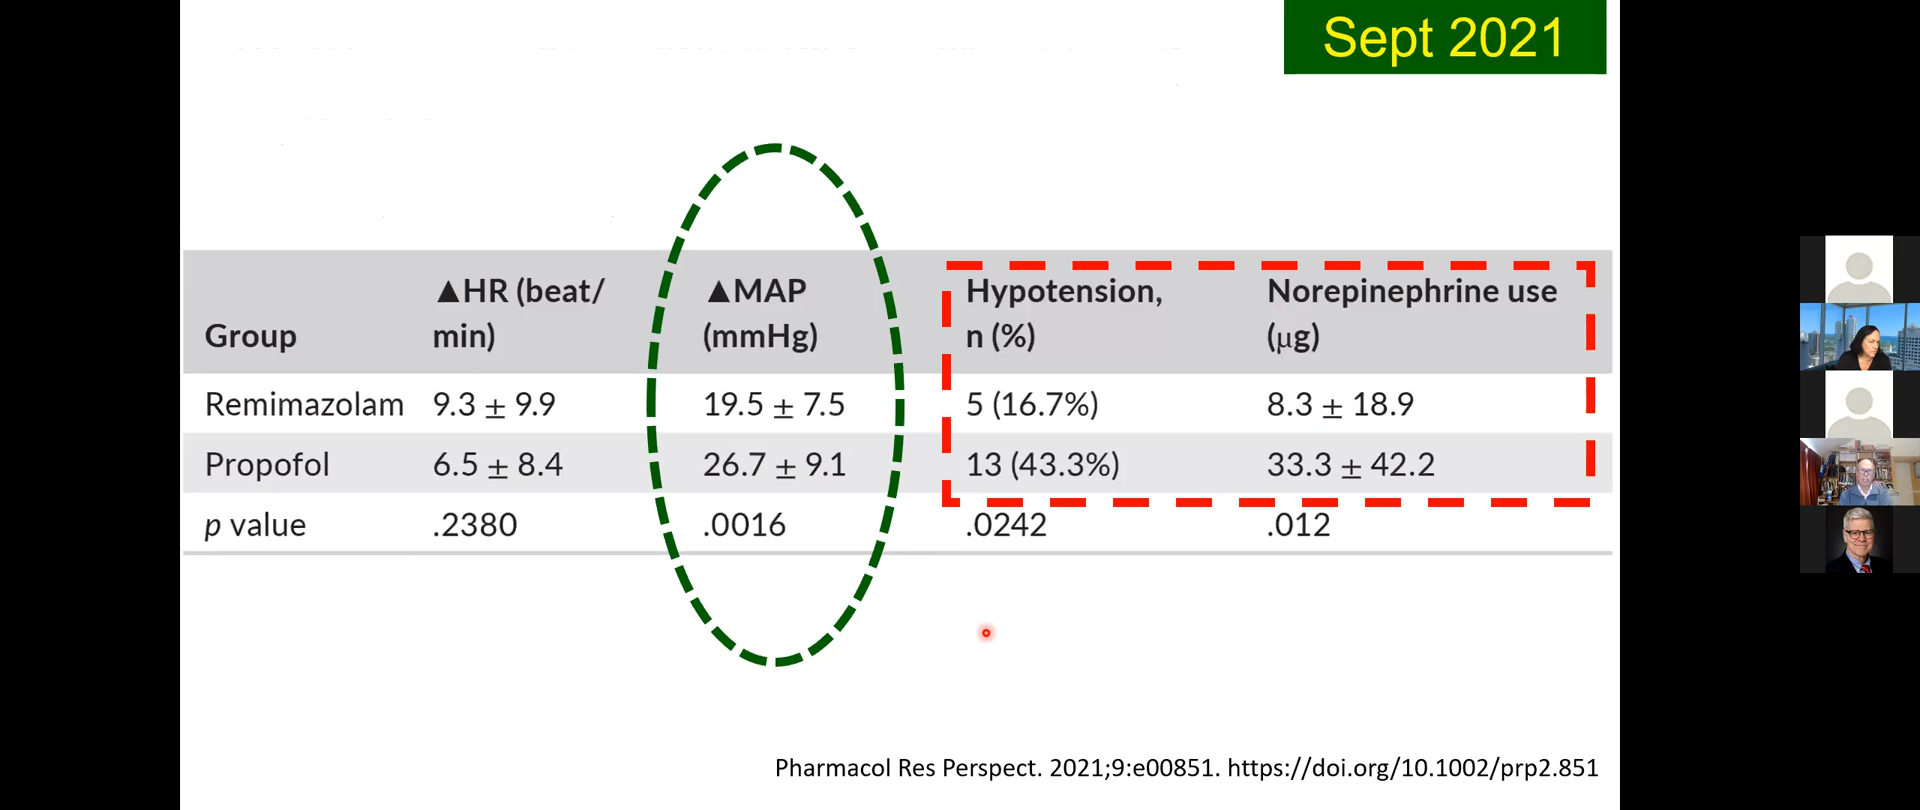 Sept 2021
▲HR (beat/ ▲MAP Hypotension, Norepinephrine use
Group min) (mmHg) n (%) (µg)
Remimazolam 9.3 ± 9.9 19.5 ± 7.5 5 (16.7%) 8.3 ± 18.9
Propofol 6.5 ± 8.4 26.7 ± 9.1 13 (43.3%) 33.3 ± 42.2
p value .2380 .0016 .0242 .012
Pharmacol Res Perspect. 2021;9:e00851. https://doi.org/10.1002/prp2.851